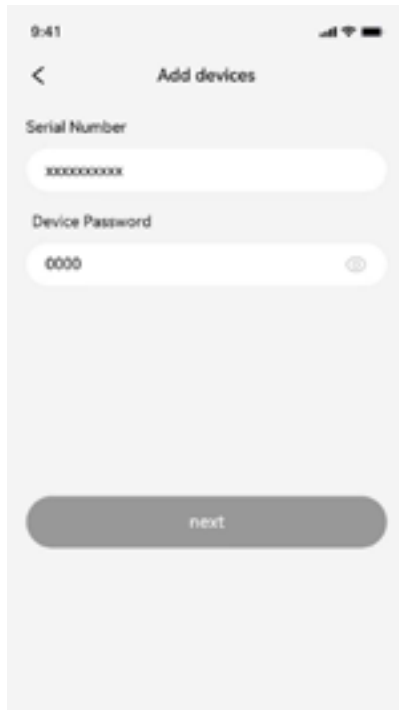 9:41
Add devices
Serial Number
xxxxxxxxxx
Device Password
0000
next